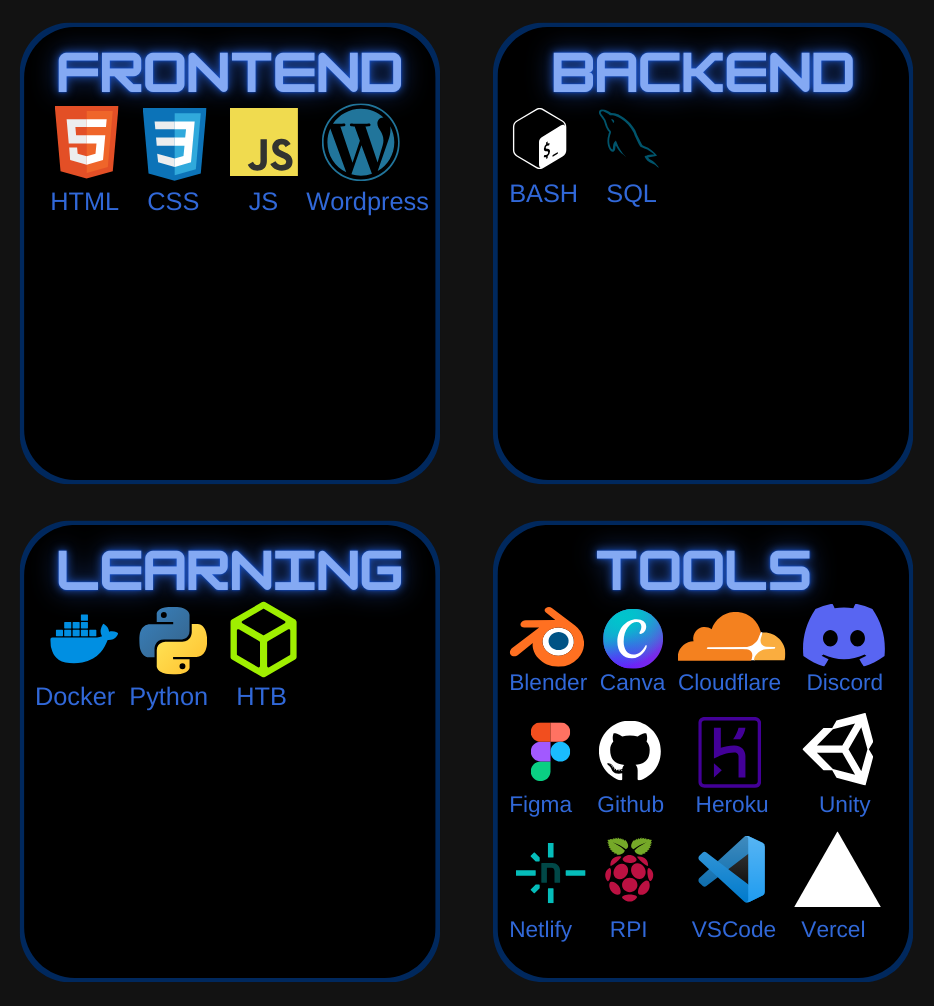 FRONTEND
5 3 JS W
HTML CSS JS Wordpress
BACKEND
$_
BASH SQL
LEARNING
Docker Python HTB
TOOLS
C
Blender Canva Cloudflare Discord
Figma Github Heroku Unity
n
Netlify RPI VSCode Vercel